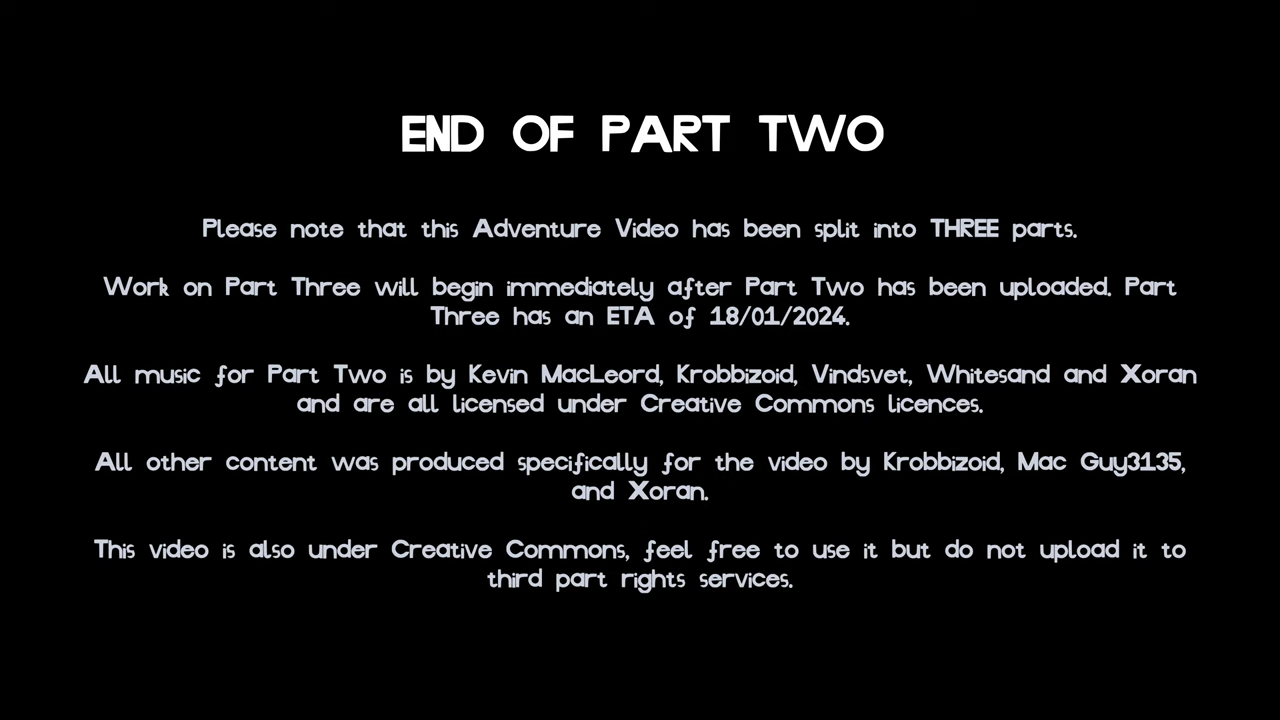 END OF PART TWO
Please note that this Adventure Video has been split into THREE parts.
Work on Part Three will begin immediately after Part Two has been uploaded. Part
Three has an ETA of 18/01/2024.
All music for Part Two is by Kevin MacLeord, Krobbizoid, Vindsvet, Whitesand and Xoran
and are all licensed under Creative Commons licences.
All other content was produced specifically for the video by Krobbizoid, Mac Guy3135,
and Xoran.
This video is also under Creative Commons, feel free to use it but do not upload it to
third part rights services.